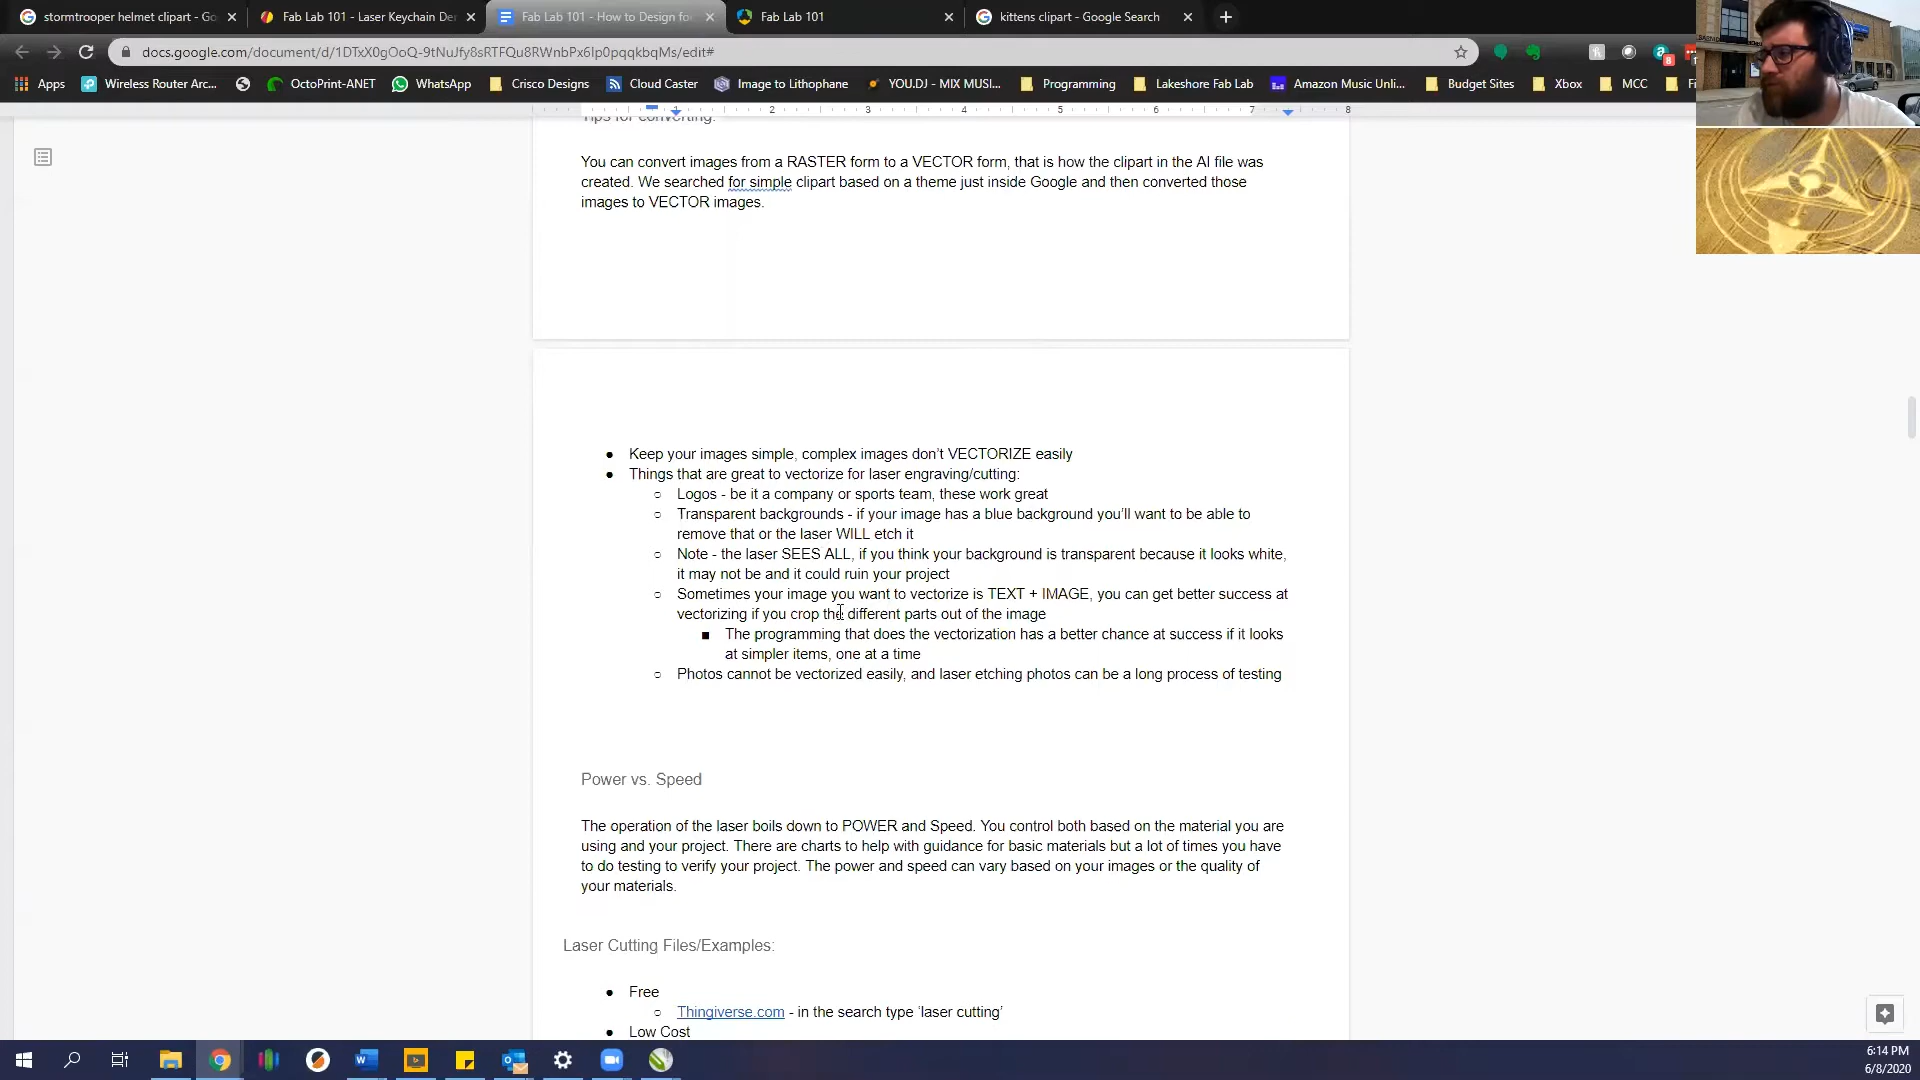 stormtrooper helmet clipart - Go
Fab Lab 101 - Laser Keychain De
Fab Lab 101 - How to Design fo
Fab Lab 101
kittens clipart - Google Search
docs.google.com/document/d/1DTxX0gOoQ-9tNuJfy8sRTFQu8RWnbPx6Ip0pqqkbqMs/edit#
8
Apps
Wireless Router Arc...
OctoPrint-ANET
WhatsApp
Crisco Designs
Cloud Caster
Image to Lithophane
YOU.DJ - MIX MUSI...
Programming
Lakeshore Fab Lab
Amazon Music Unli...
Budget Sites
Xbox
MCC
Fi
1 2 3 4 5 6 7 8
Tips for converting:
You can convert images from a RASTER form to a VECTOR form, that is how the clipart in the AI file was
created. We searched for simple clipart based on a theme just inside Google and then converted those
images to VECTOR images.
● Keep your images simple, complex images don’t VECTORIZE easily
● Things that are great to vectorize for laser engraving/cutting:
○ Logos - be it a company or sports team, these work great
○ Transparent backgrounds - if your image has a blue background you’ll want to be able to
remove that or the laser WILL etch it
○ Note - the laser SEES ALL, if you think your background is transparent because it looks white,
it may not be and it could ruin your project
○ Sometimes your image you want to vectorize is TEXT + IMAGE, you can get better success at
vectorizing if you crop the different parts out of the image
■ The programming that does the vectorization has a better chance at success if it looks
at simpler items, one at a time
○ Photos cannot be vectorized easily, and laser etching photos can be a long process of testing
Power vs. Speed
The operation of the laser boils down to POWER and Speed. You control both based on the material you are
using and your project. There are charts to help with guidance for basic materials but a lot of times you have
to do testing to verify your project. The power and speed can vary based on your images or the quality of
your materials.
Laser Cutting Files/Examples:
● Free
○ Thingiverse.com - in the search type ‘laser cutting’
● Low Cost
6:14 PM
6/8/2020